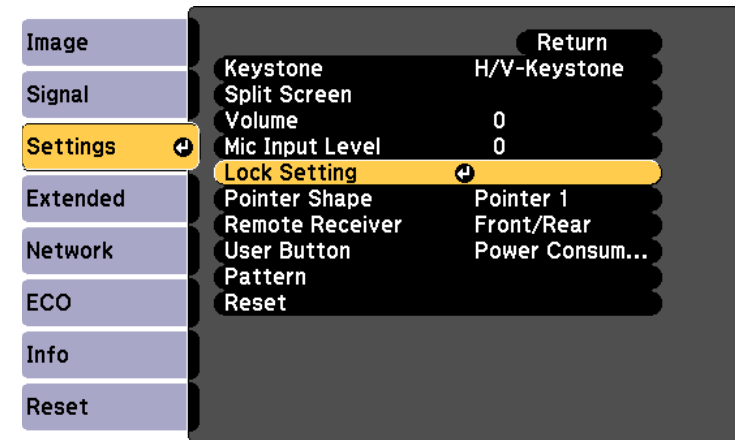 Image
Signal
Settings
Extended
Network
ECO
Info
Reset
Return
Keystone H/V-Keystone
Split Screen
Volume 0
Mic Input Level 0
Lock Setting
Pointer Shape Pointer 1
Remote Receiver Front/Rear
User Button Power Consum...
Pattern
Reset